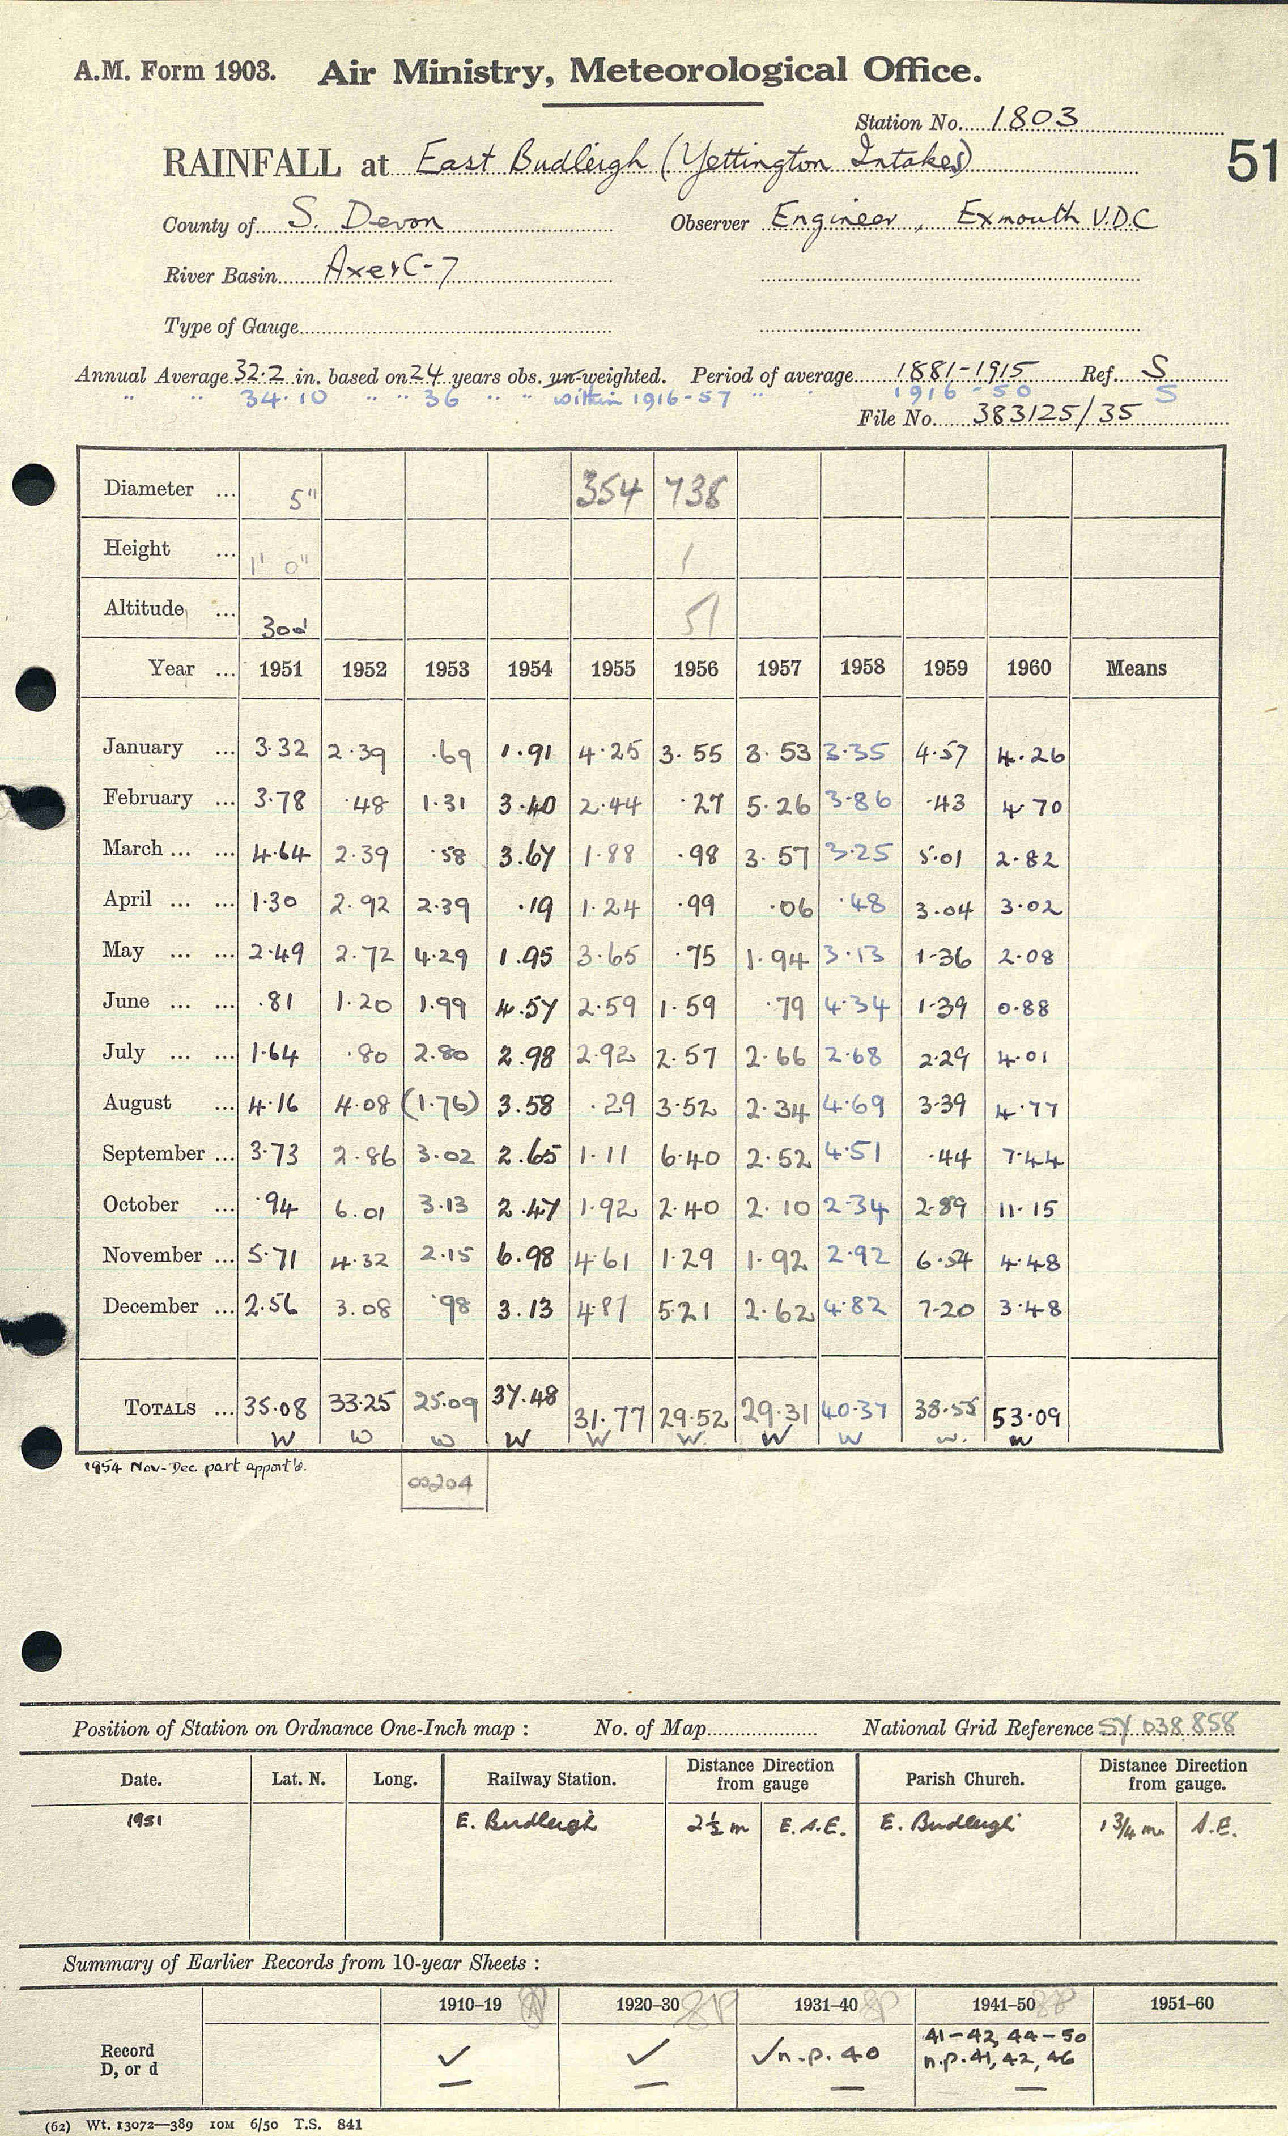 A.M. Form 1903. Air Ministry, Meteorological Office.
Station No. 1803
51
RAINFALL at East Budleigh (Yettington Intakes)
County of S. Devon Observer Engineer, Exmouth U.D.C
River Basin Axe & C-7
Type of Gauge
Annual Average 32.2 in. based on 24 years obs. un-weighted. Period of average 1881-1915 Ref. S
" " 34.10 " " 36 " " within 1916-57 " " 1916-50 S
File No. 383125/35
Diameter ... 5" 354 738
Height ... 1' 0" 1
Altitude ... 300 51
Year ... 1951 1952 1953 1954 1955 1956 1957 1958 1959 1960 Means
January ... 3.32 2.39 .69 1.91 4.25 3.55 3.53 3.35 4.57 4.26
February ... 3.78 .48 1.31 3.40 2.44 .27 5.26 3.86 .43 4.70
March ... ... 4.64 2.39 .58 3.67 1.88 .98 3.57 3.25 5.01 2.82
April ... ... 1.30 2.92 2.39 .19 1.24 .99 .06 .48 3.04 3.02
May ... ... 2.49 2.72 4.29 1.95 3.65 .75 1.94 3.13 1.36 2.08
June ... ... .81 1.20 1.99 4.57 2.59 1.59 .79 4.34 1.39 0.88
July ... ... 1.64 .80 2.80 2.98 2.92 2.57 2.66 2.68 2.29 4.01
August ... 4.16 4.08 (1.76) 3.58 .29 3.52 2.34 4.69 3.39 4.77
September ... 3.73 2.86 3.02 2.65 1.11 6.40 2.52 4.51 .44 7.44
October ... .94 6.01 3.13 2.47 1.92 2.40 2.10 2.34 2.89 11.15
November ... 5.71 4.32 2.15 6.98 4.61 1.29 1.92 2.92 6.54 4.48
December ... 2.56 3.08 .98 3.13 4.87 5.21 2.62 4.82 7.20 3.48
TOTALS ... 35.08 33.25 25.09 37.48 31.77 29.52 29.31 40.37 38.55 53.09
W W W W W W. W W W. W
1954 Nov-Dec part apport'd.
00204
Position of Station on Ordnance One-Inch map : No. of Map National Grid Reference SY 038 858
Date. Lat. N. Long. Railway Station. Distance Direction from gauge Parish Church. Distance Direction from gauge.
1951 E. Budleigh 2½ m E.S.E. E. Budleigh 1¾ m. S.E.
Summary of Earlier Records from 10-year Sheets :
1910-19 1920-30 1931-40 1941-50 1951-60
Record D, or d ✓ ✓ ✓ n.p. 40 41-42, 44-50
n.p. 41, 42, 46
(62) Wt. 13072—389 10M 6/50 T.S. 841